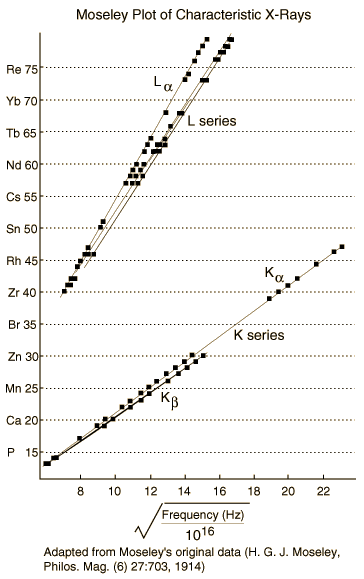 Moseley Plot of Characteristic X-Rays
Re 75
Yb 70
Tb 65
Nd 60
Cs 55
Sn 50
Rh 45
Zr 40
Br 35
Zn 30
Mn 25
Ca 20
P 15
Lα
L series
Kα
K series
Kβ
8 10 12 14 16 18 20 22
√ Frequency (Hz)
10¹⁶
Adapted from Moseley's original data (H. G. J. Moseley,
Philos. Mag. (6) 27:703, 1914)